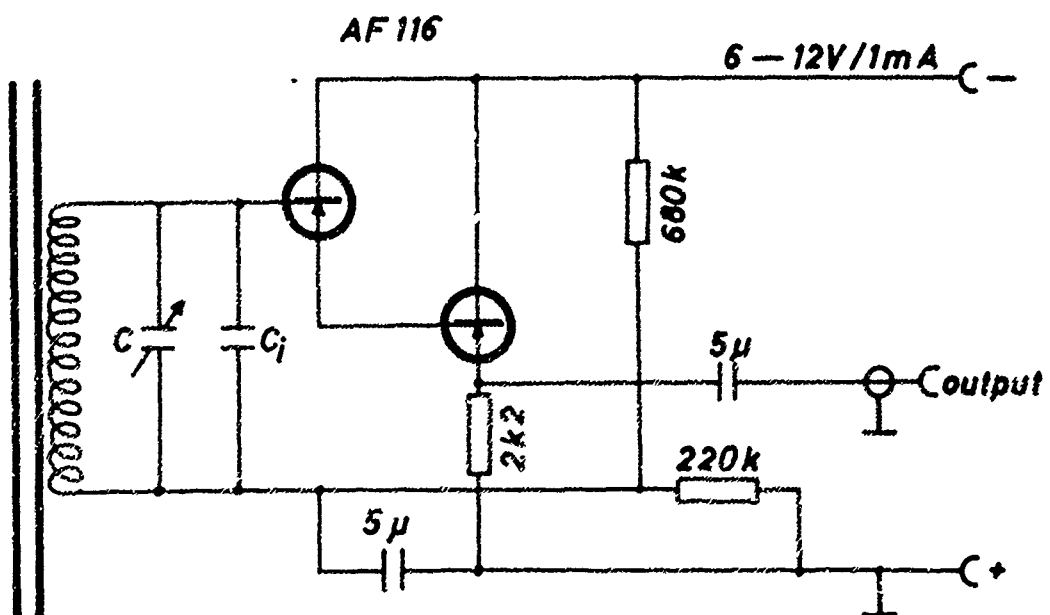 AF 116
6 — 12V/1mA
−
680k
C
Ci
5µ
output
2k2
220k
5µ
+